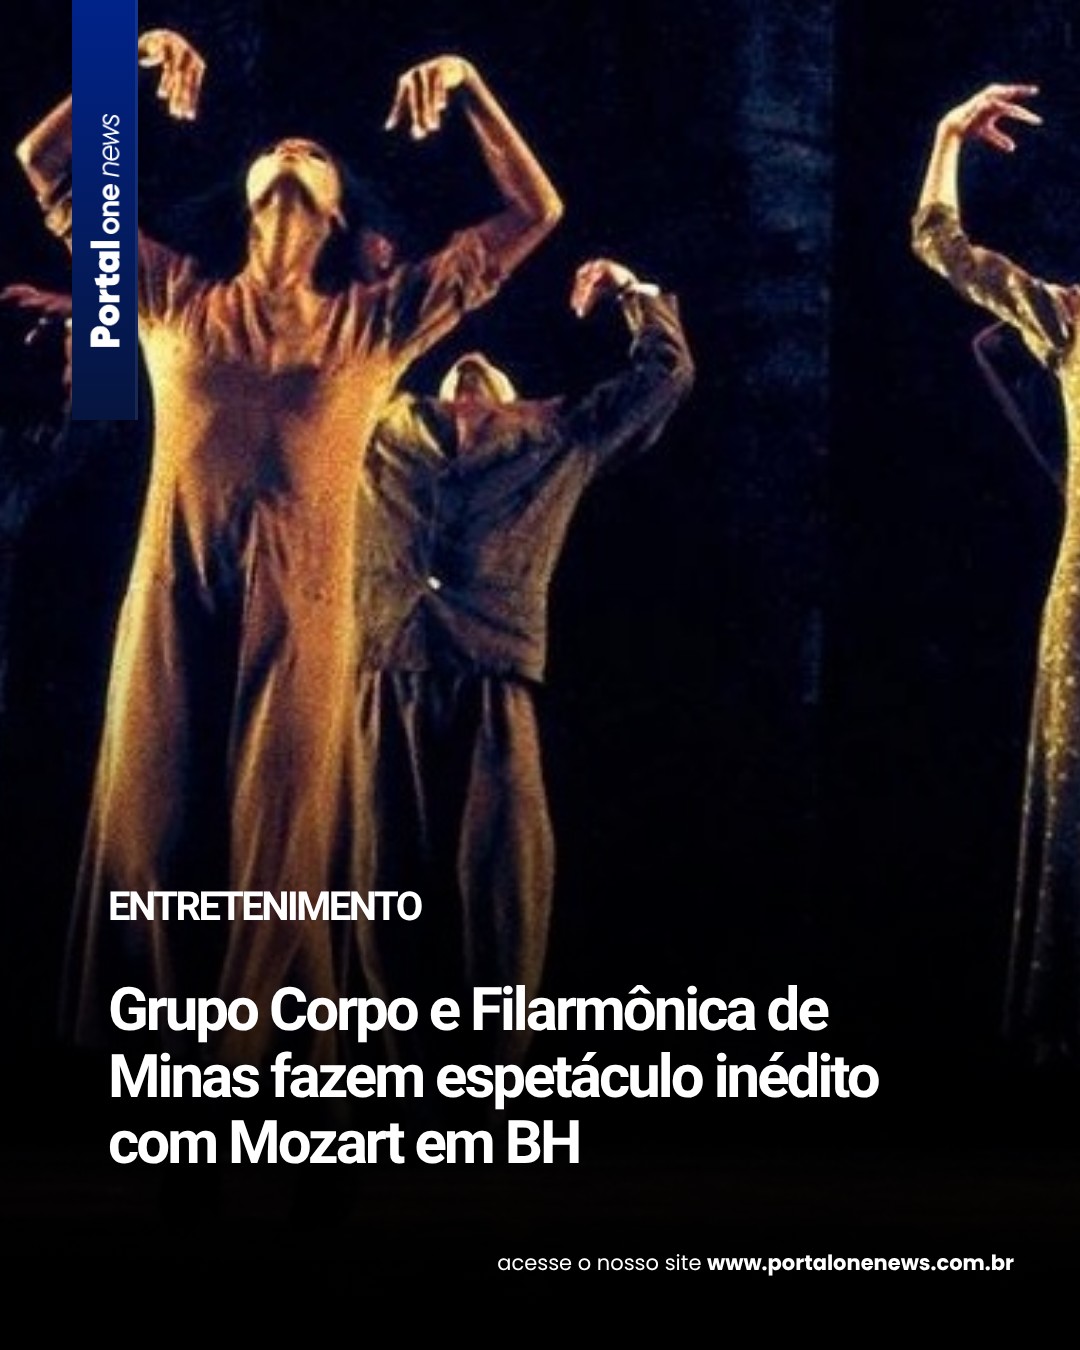 Portal one news
ENTRETENIMENTO
Grupo Corpo e Filarmônica de
Minas fazem espetáculo inédito
com Mozart em BH
acesse o nosso site www.portalonenews.com.br